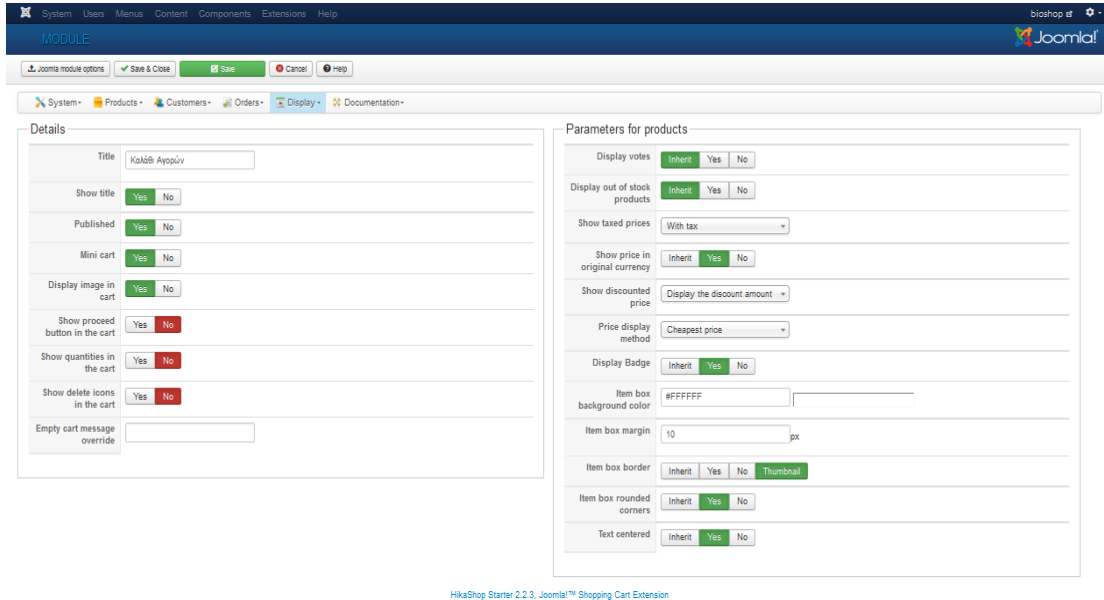 System Users Menus Content Components Extensions Help
bioshop
MODULE
Joomla!
Joomla module options Save & Close Save Cancel Help
System Products Customers Orders Display Documentation
Details
Title Καλάθι Αγορών
Show title Yes No
Published Yes No
Mini cart Yes No
Display image in
cart
Yes No
Show proceed
button in the cart
Yes No
Show quantities in
the cart
Yes No
Show delete icons
in the cart
Yes No
Empty cart message
override
Parameters for products
Display votes Inherit Yes No
Display out of stock
products
Inherit Yes No
Show taxed prices With tax
Show price in
original currency
Inherit Yes No
Show discounted
price
Display the discount amount
Price display
method
Cheapest price
Display Badge Inherit Yes No
Item box
background color
#FFFFFF
Item box margin 10 px
Item box border Inherit Yes No Thumbnail
Item box rounded
corners
Inherit Yes No
Text centered Inherit Yes No
HikaShop Starter 2.2.3, Joomla!™ Shopping Cart Extension